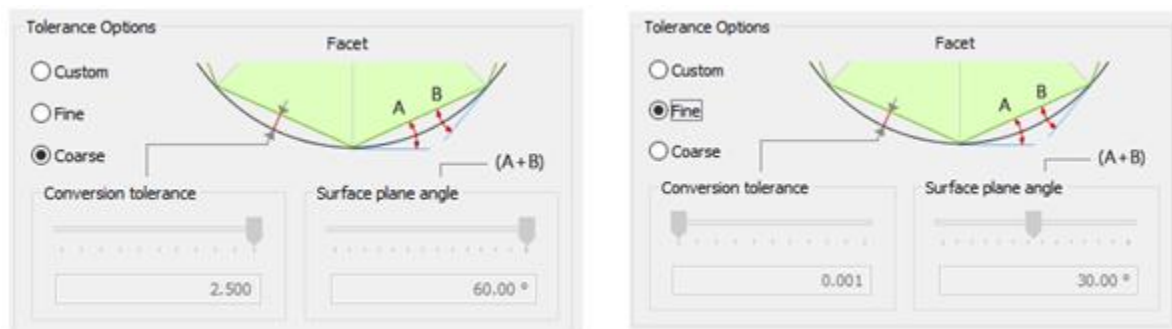 Tolerance Options
Facet
Custom
Fine
Coarse
A
B
(A+B)
Conversion tolerance
Surface plane angle
2.500
60.00 °
Tolerance Options
Facet
Custom
Fine
Coarse
A
B
(A+B)
Conversion tolerance
Surface plane angle
0.001
30.00 °